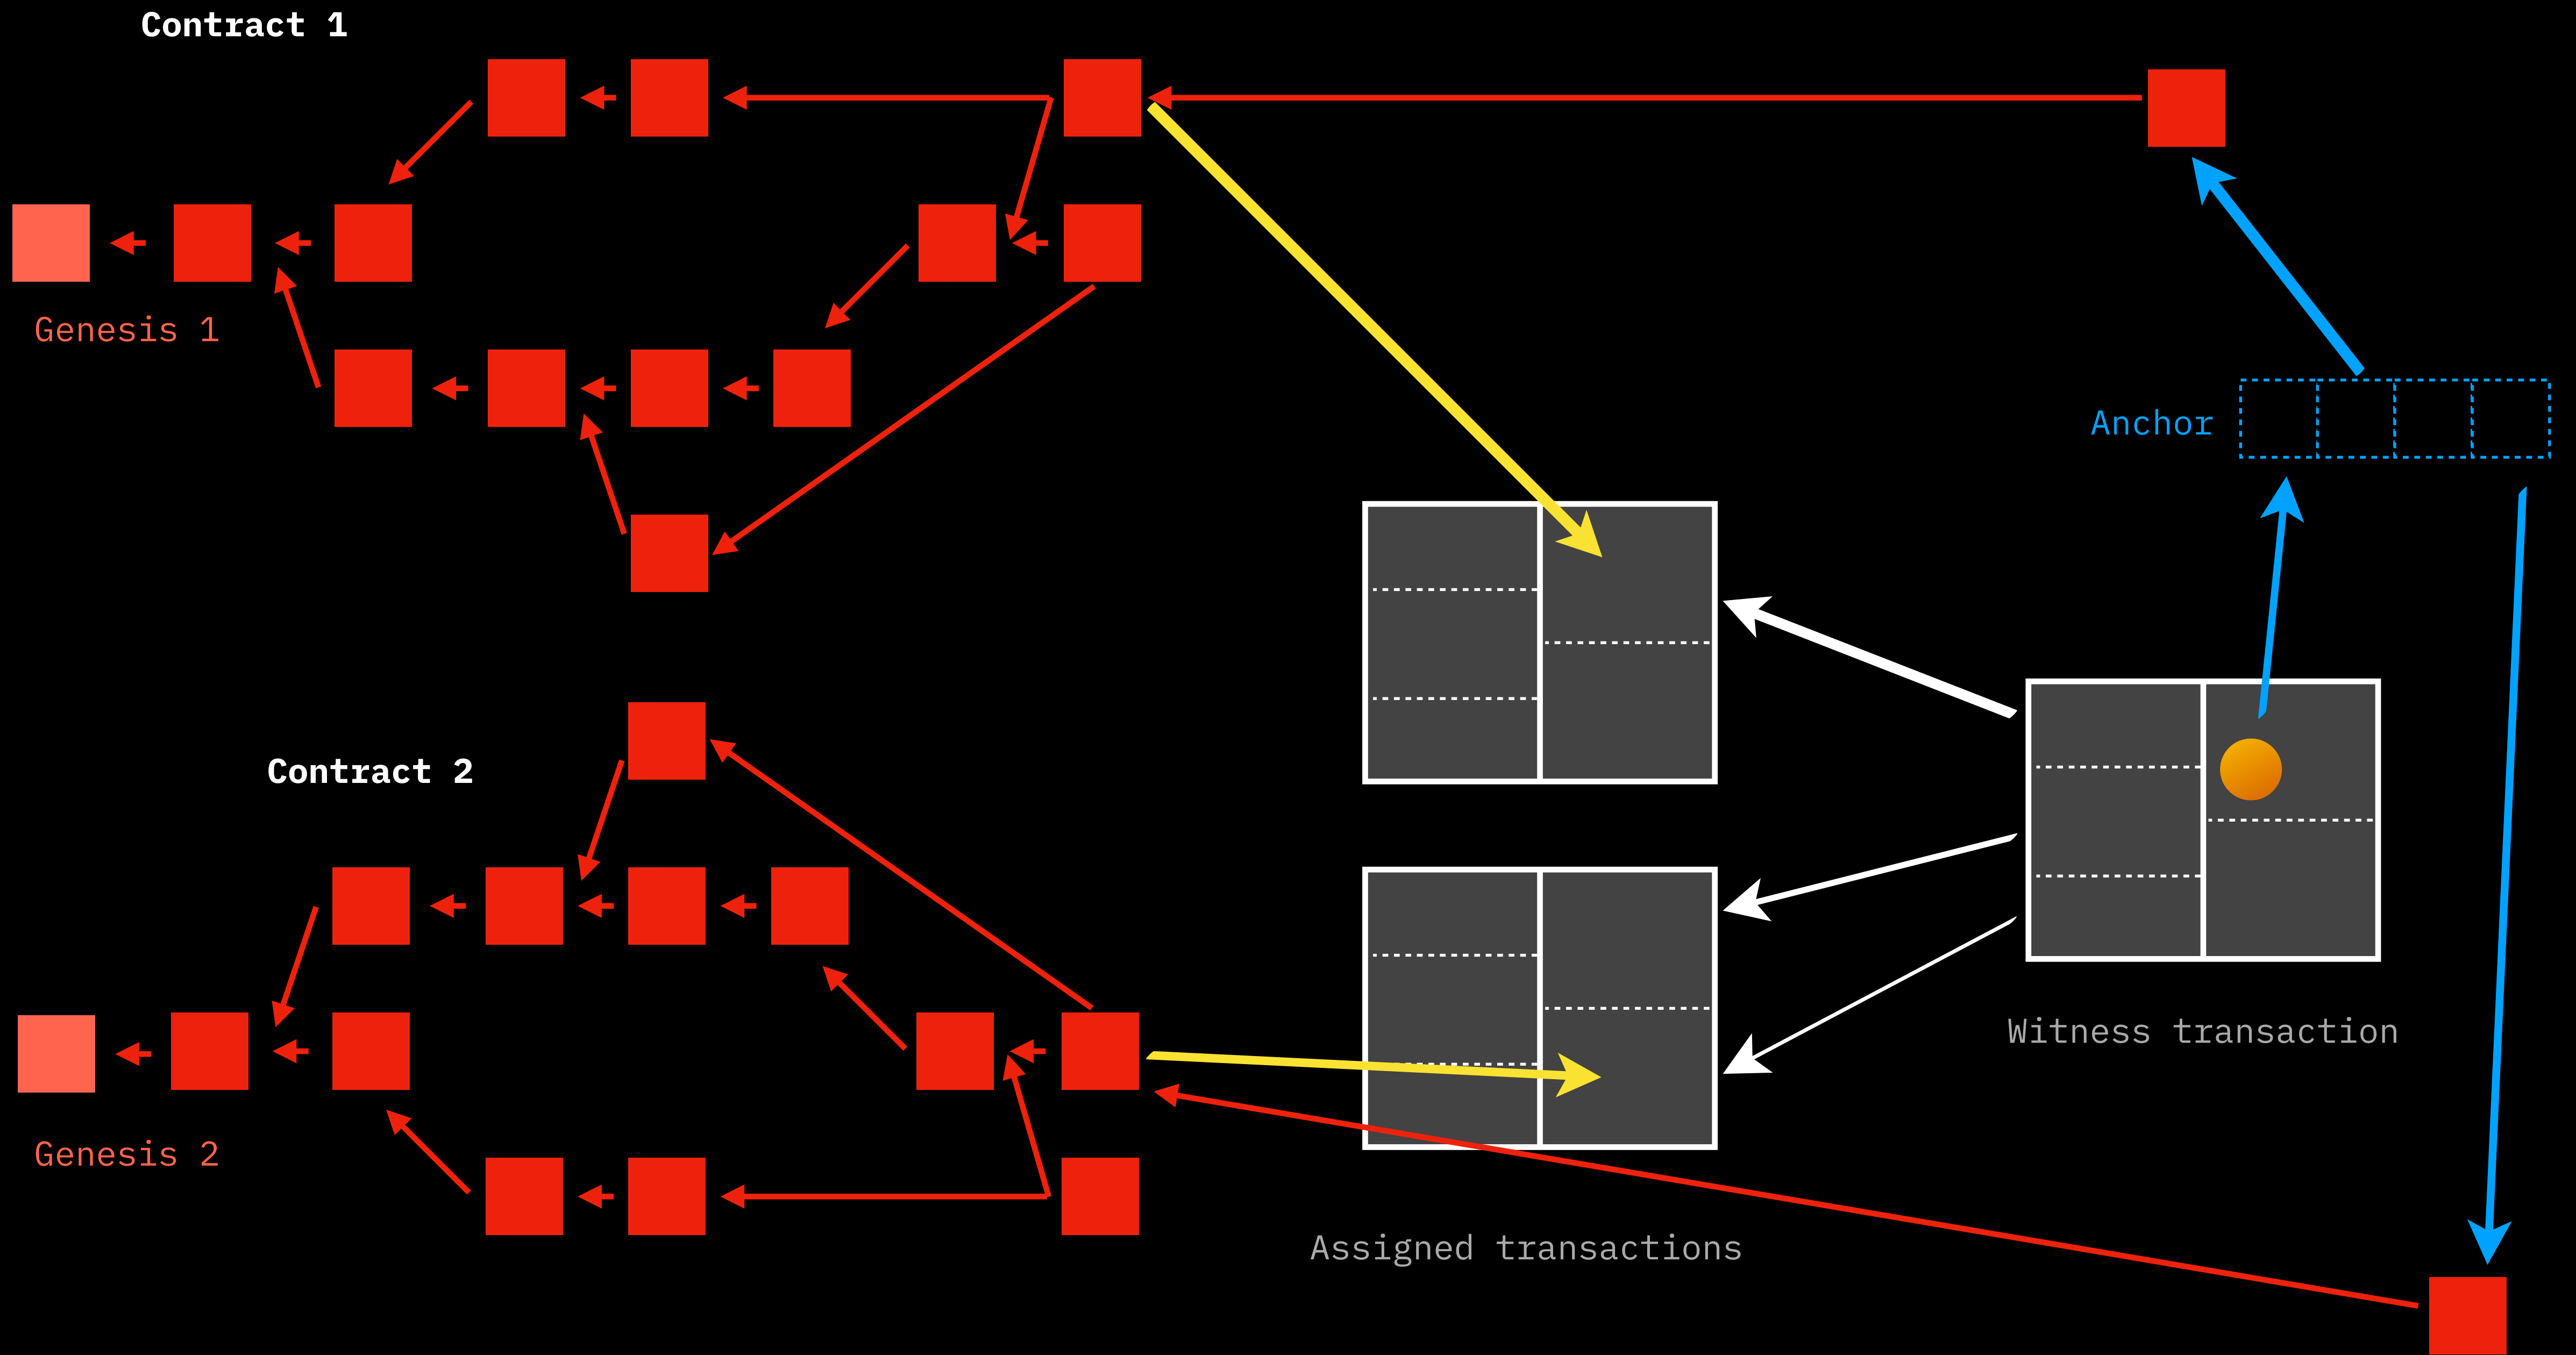 Contract 1
Genesis 1
Anchor
Contract 2
Witness transaction
Genesis 2
Assigned transactions